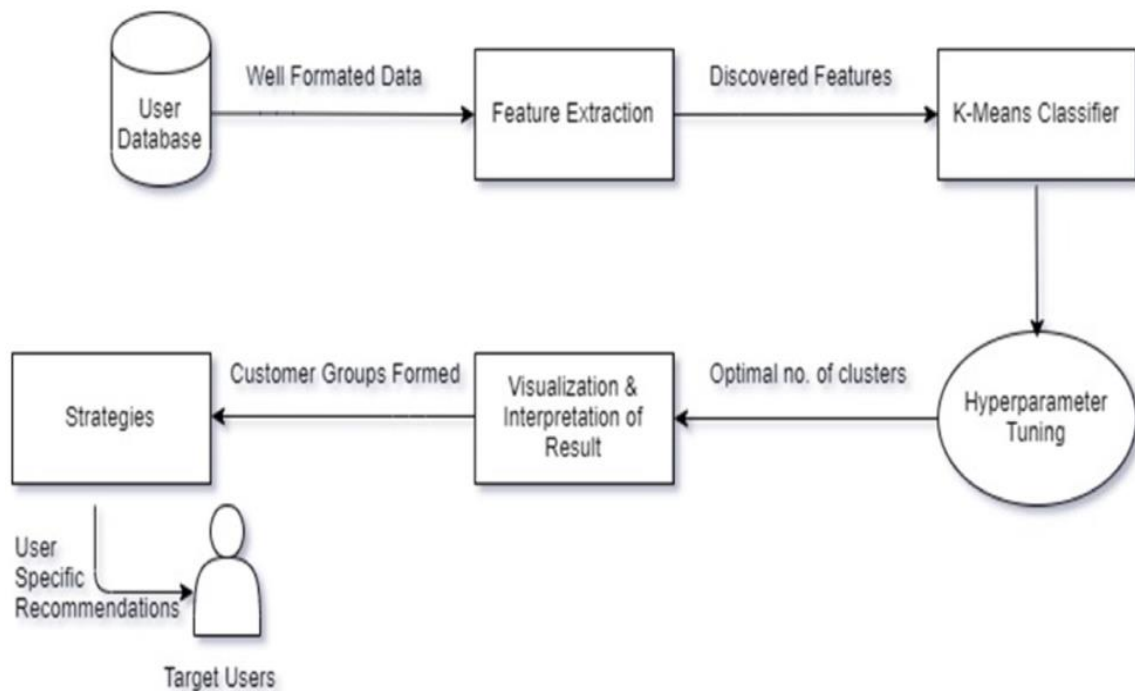 Well Formated Data
Discovered Features
User
Database
Feature Extraction
K-Means Classifier
Customer Groups Formed
Optimal no. of clusters
Strategies
Visualization &
Interpretation of
Result
Hyperparameter
Tuning
User
Specific
Recommendations
Target Users